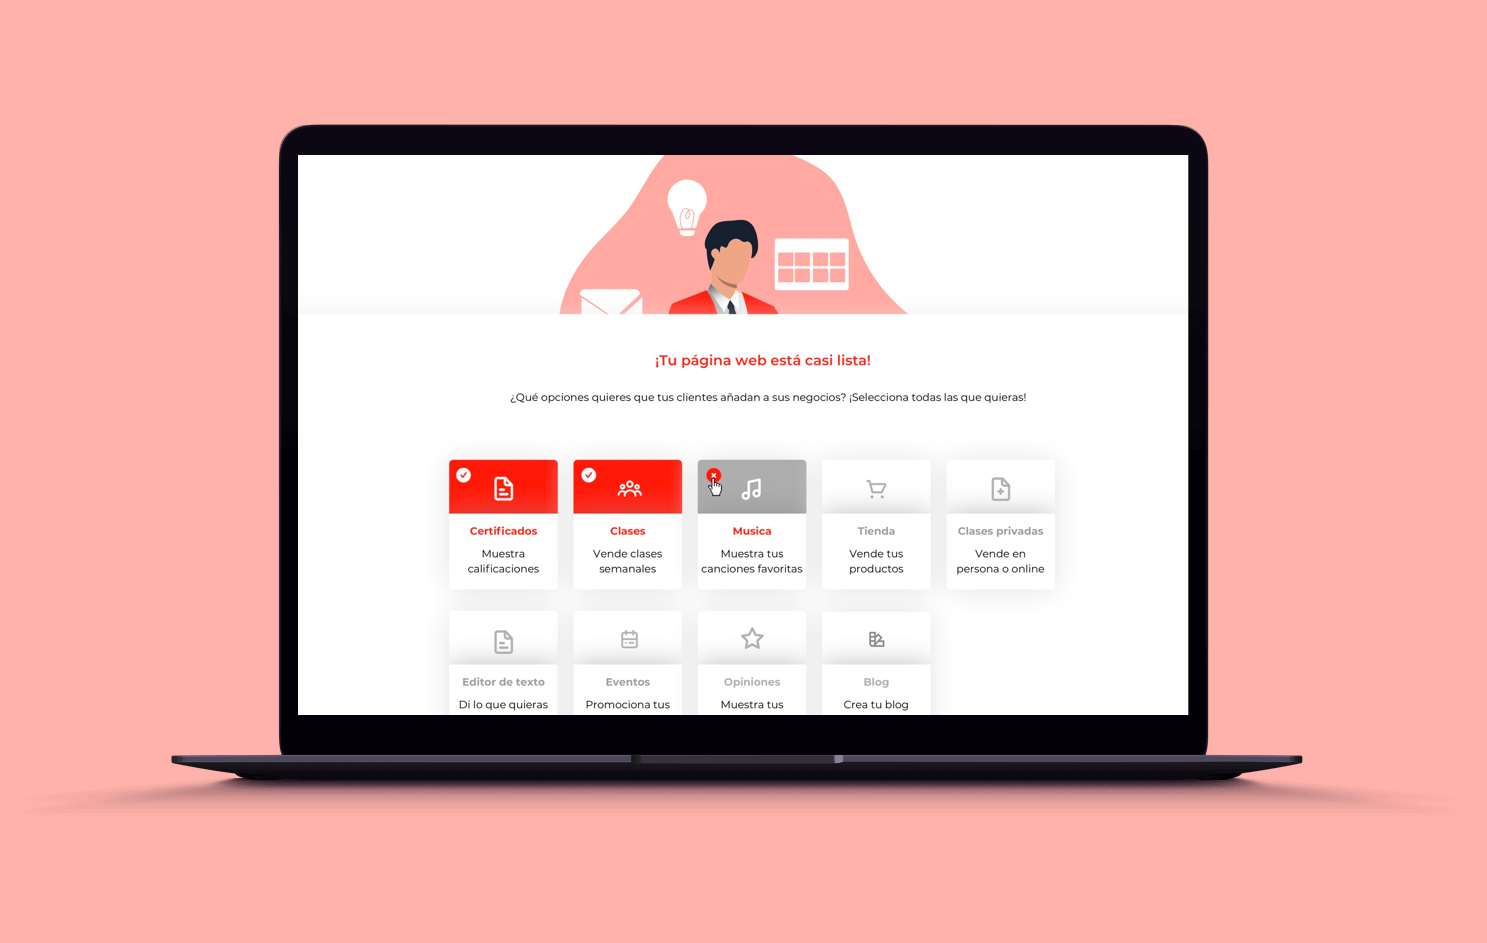 ¡Tu página web está casi lista!
¿Qué opciones quieres que tus clientes añadan a sus negocios? ¡Selecciona todas las que quieras!
Certificados
Muestra
calificaciones
Clases
Vende clases
semanales
Musica
Muestra tus
canciones favoritas
Tienda
Vende tus
productos
Clases privadas
Vende en
persona o online
Editor de texto
Di lo que quieras
Eventos
Promociona tus
Opiniones
Muestra tus
Blog
Crea tu blog